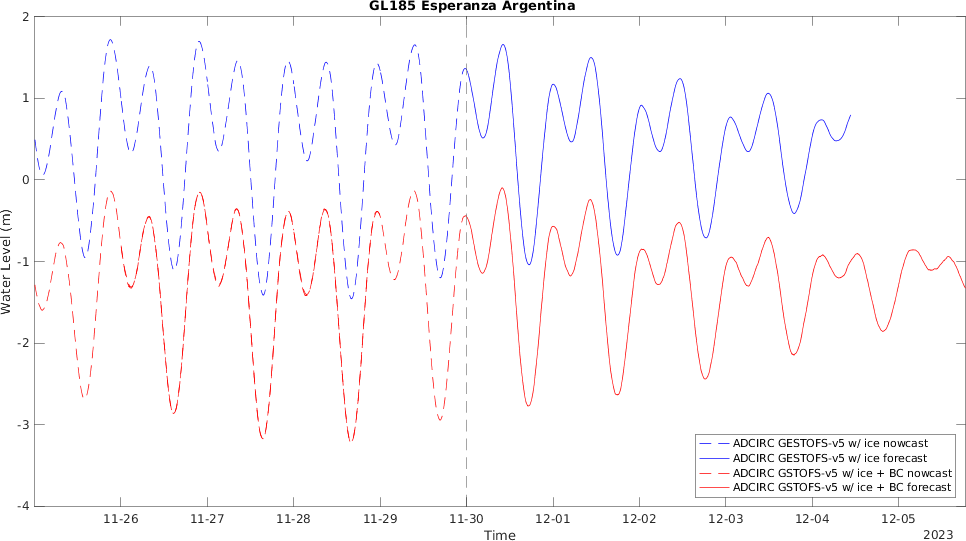 GL185 Esperanza Argentina
2
1
0
-1
-2
-3
-4
Water Level (m)
ADCIRC GESTOFS-v5 w/ ice nowcast
ADCIRC GESTOFS-v5 w/ ice forecast
ADCIRC GSTOFS-v5 w/ ice + BC nowcast
ADCIRC GSTOFS-v5 w/ ice + BC forecast
11-26 11-27 11-28 11-29 11-30 12-01 12-02 12-03 12-04 12-05
Time
2023